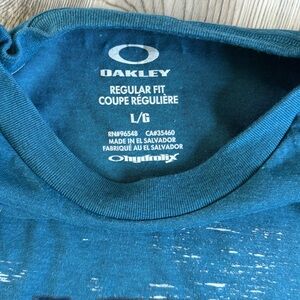 OAKLEY
REGULAR FIT
COUPE RÉGULIÈRE
L/G
RN#96548 CA#35460
MADE IN EL SALVADOR
FABRIQUÉ AU EL SALVADOR
hydrolix